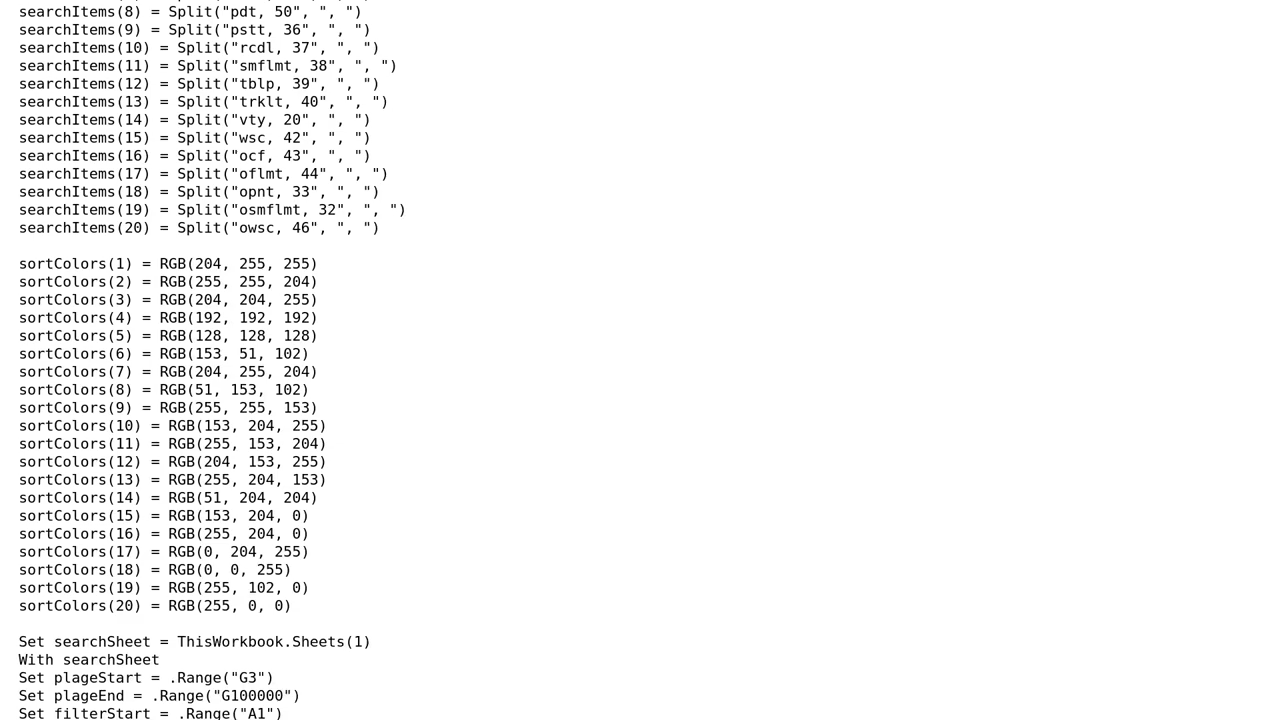 searchItems(8) = Split("pdt, 50", ", ")
searchItems(9) = Split("pstt, 36", ", ")
searchItems(10) = Split("rcdl, 37", ", ")
searchItems(11) = Split("smflmt, 38", ", ")
searchItems(12) = Split("tblp, 39", ", ")
searchItems(13) = Split("trklt, 40", ", ")
searchItems(14) = Split("vty, 20", ", ")
searchItems(15) = Split("wsc, 42", ", ")
searchItems(16) = Split("ocf, 43", ", ")
searchItems(17) = Split("oflmt, 44", ", ")
searchItems(18) = Split("opnt, 33", ", ")
searchItems(19) = Split("osmflmt, 32", ", ")
searchItems(20) = Split("owsc, 46", ", ")
sortColors(1) = RGB(204, 255, 255)
sortColors(2) = RGB(255, 255, 204)
sortColors(3) = RGB(204, 204, 255)
sortColors(4) = RGB(192, 192, 192)
sortColors(5) = RGB(128, 128, 128)
sortColors(6) = RGB(153, 51, 102)
sortColors(7) = RGB(204, 255, 204)
sortColors(8) = RGB(51, 153, 102)
sortColors(9) = RGB(255, 255, 153)
sortColors(10) = RGB(153, 204, 255)
sortColors(11) = RGB(255, 153, 204)
sortColors(12) = RGB(204, 153, 255)
sortColors(13) = RGB(255, 204, 153)
sortColors(14) = RGB(51, 204, 204)
sortColors(15) = RGB(153, 204, 0)
sortColors(16) = RGB(255, 204, 0)
sortColors(17) = RGB(0, 204, 255)
sortColors(18) = RGB(0, 0, 255)
sortColors(19) = RGB(255, 102, 0)
sortColors(20) = RGB(255, 0, 0)
Set searchSheet = ThisWorkbook.Sheets(1)
With searchSheet
Set plageStart = .Range("G3")
Set plageEnd = .Range("G100000")
Set filterStart = .Range("A1")